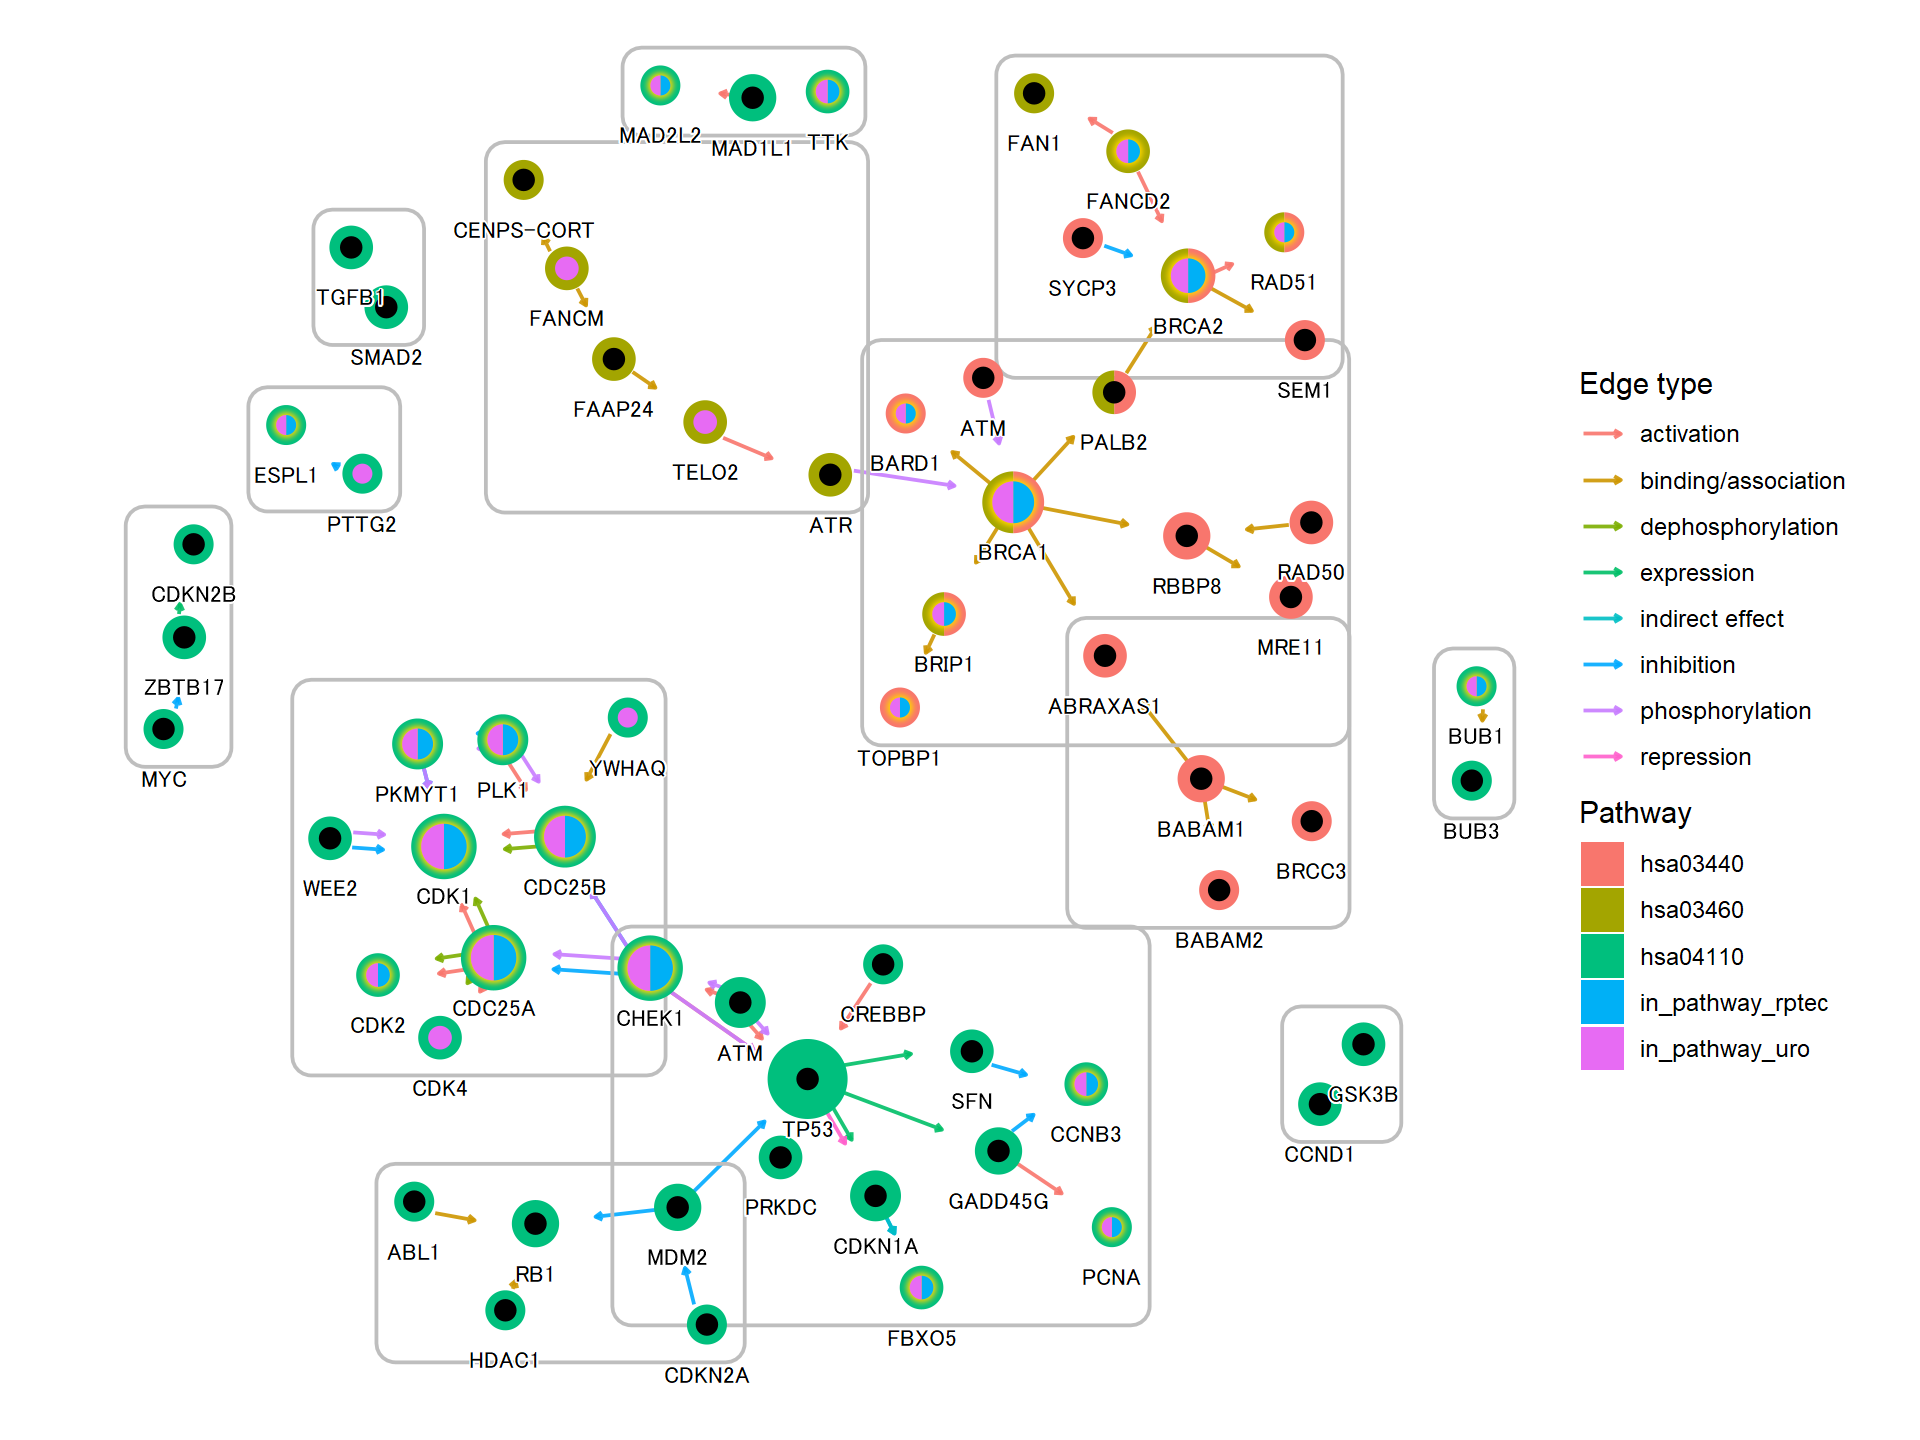 MAD2L2
MAD1L1
TTK
FAN1
FANCD2
CENPS-CORT
SYCP3
RAD51
TGFB1
FANCM
BRCA2
SMAD2
SEM1
FAAP24
ATM
PALB2
BARD1
TELO2
ESPL1
PTTG2
ATR
BRCA1
RBBP8
RAD50
CDKN2B
MRE11
BRIP1
ZBTB17
ABRAXAS1
TOPBP1
MYC
BUB1
BUB3
PKMYT1
PLK1
YWHAQ
BABAM1
BRCC3
WEE2
CDK1
CDC25B
BABAM2
CDK2
CDC25A
CHEK1
CREBBP
ATM
CDK4
SFN
CCNB3
GSK3B
CCND1
TP53
PRKDC
GADD45G
ABL1
RB1
MDM2
CDKN1A
PCNA
HDAC1
CDKN2A
FBXO5
Edge type
activation
binding/association
dephosphorylation
expression
indirect effect
inhibition
phosphorylation
repression
Pathway
hsa03440
hsa03460
hsa04110
in_pathway_rptec
in_pathway_uro